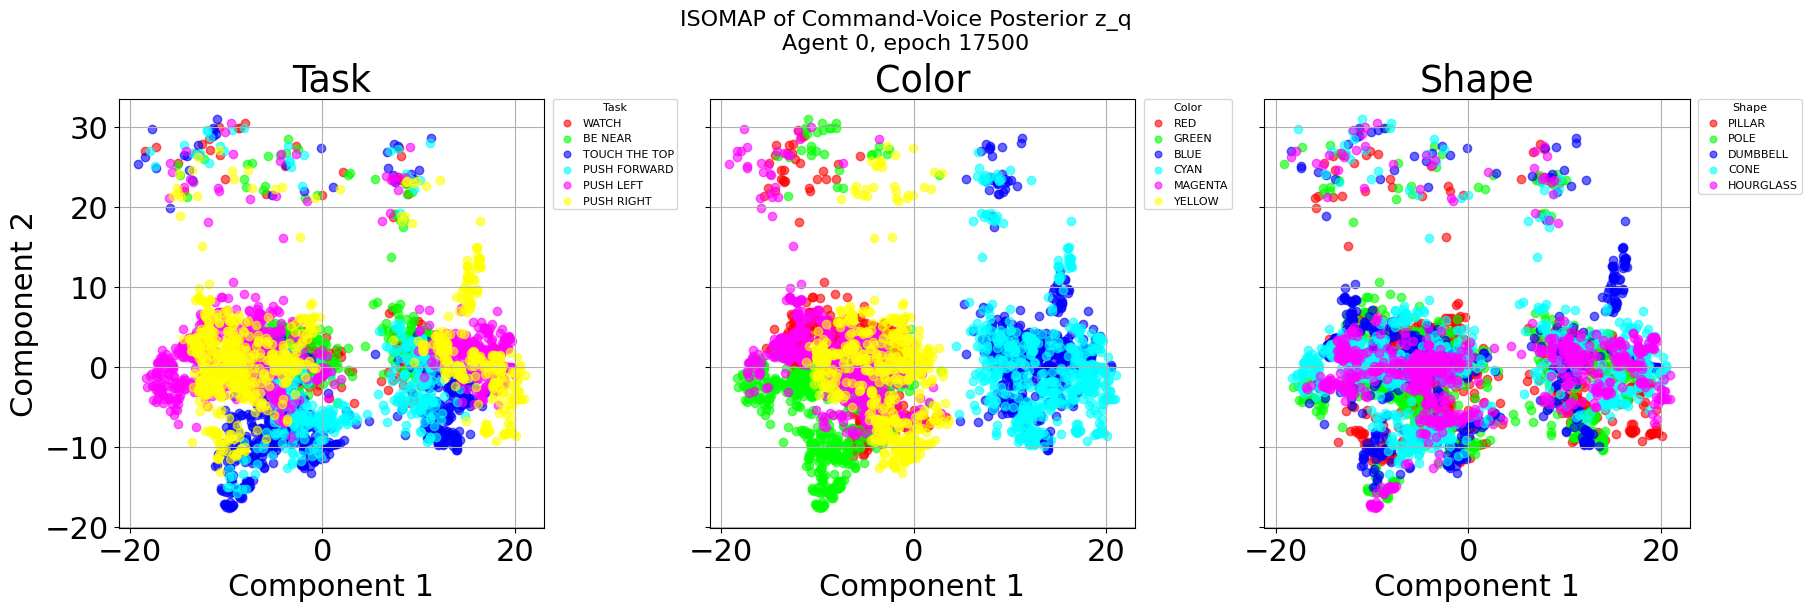 ISOMAP of Command-Voice Posterior z_q
Agent 0, epoch 17500
Task
Component 2
30
20
10
0
−10
−20
−20 0 20
Component 1
Task
WATCH
BE NEAR
TOUCH THE TOP
PUSH FORWARD
PUSH LEFT
PUSH RIGHT
Color
−20 0 20
Component 1
Color
RED
GREEN
BLUE
CYAN
MAGENTA
YELLOW
Shape
−20 0 20
Component 1
Shape
PILLAR
POLE
DUMBBELL
CONE
HOURGLASS